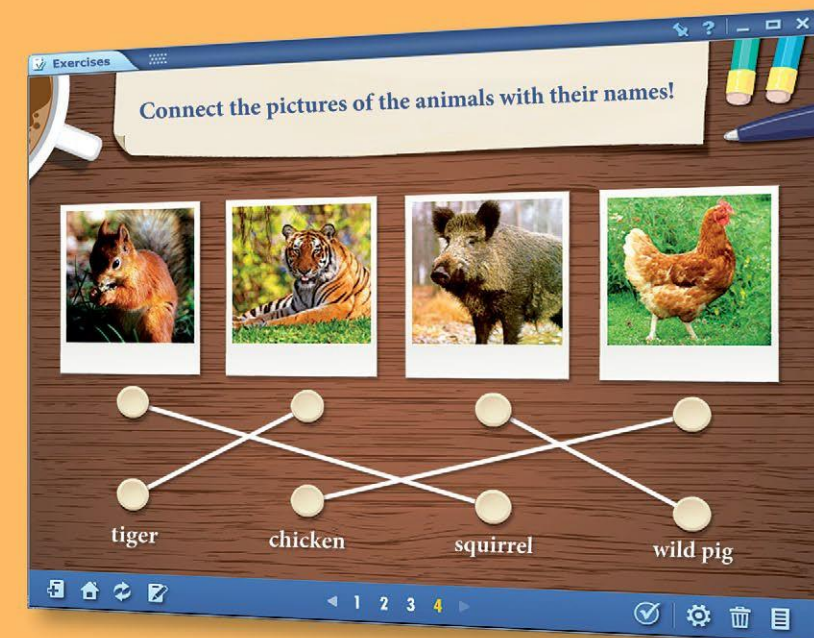 Exercises
?
Connect the pictures of the animals with their names!
tiger chicken squirrel wild pig
1 2 3 4